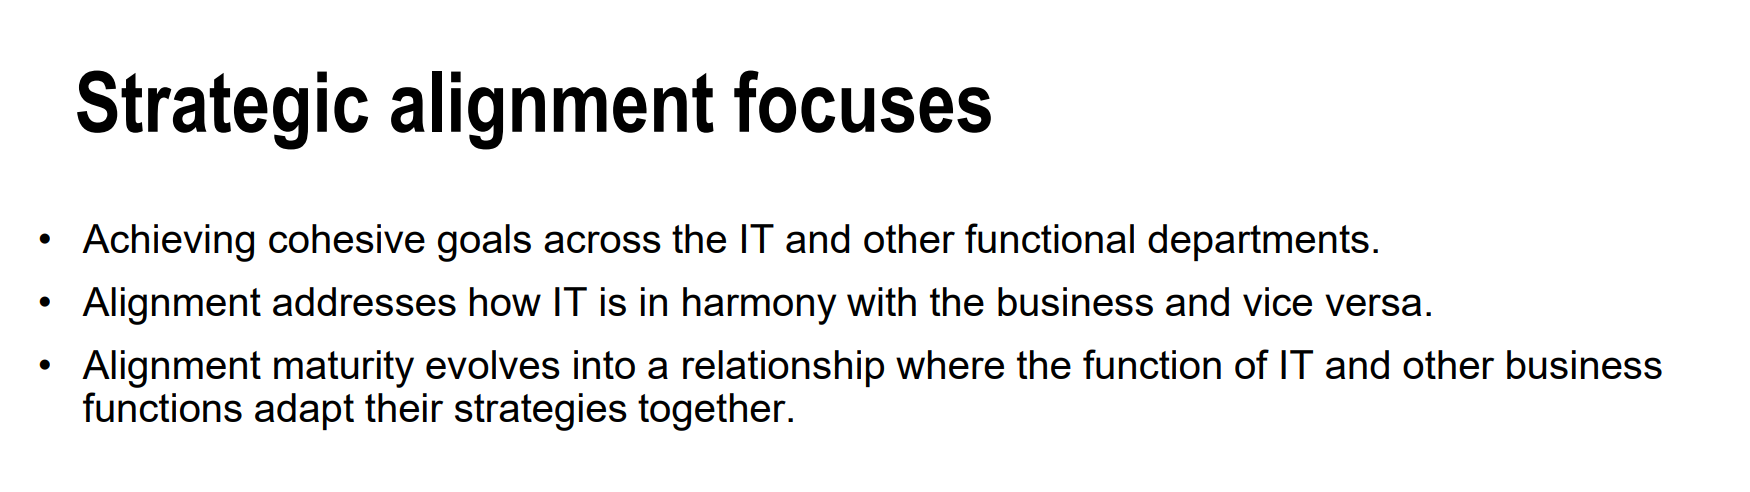 Strategic alignment focuses
• Achieving cohesive goals across the IT and other functional departments.
• Alignment addresses how IT is in harmony with the business and vice versa.
• Alignment maturity evolves into a relationship where the function of IT and other business
functions adapt their strategies together.